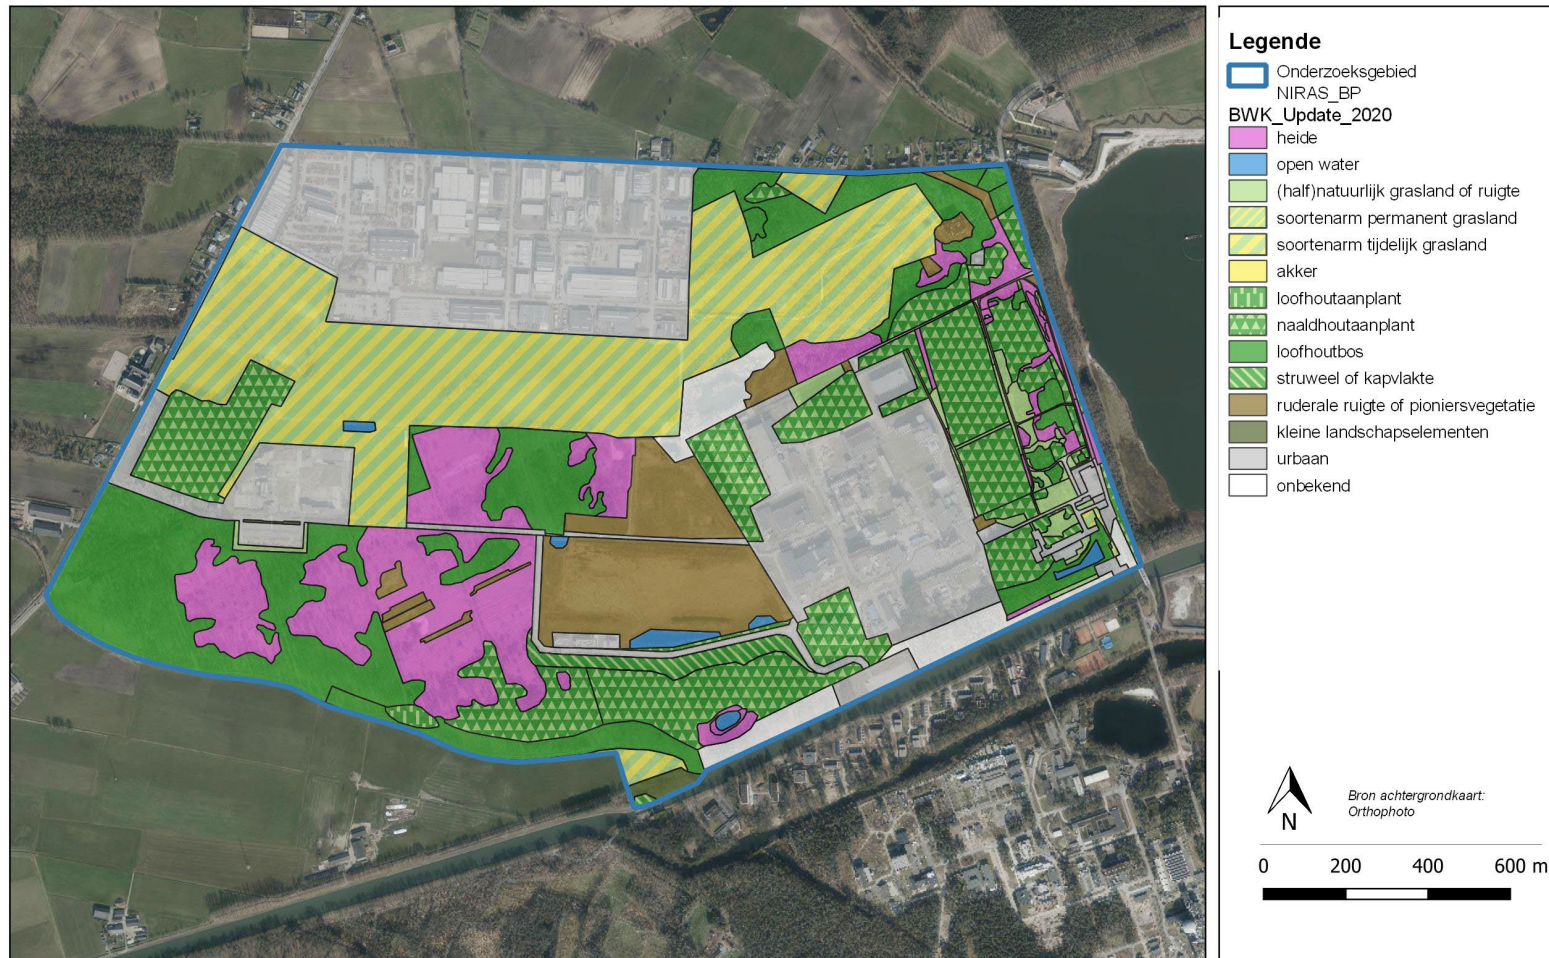 Legende
Onderzoeksgebied
NIRAS_BP
BWK_Update_2020
heide
open water
(half)natuurlijk grasland of ruigte
soortenarm permanent grasland
soortenarm tijdelijk grasland
akker
loofhoutaanplant
naaldhoutaanplant
loofhoutbos
struweel of kapvlakte
ruderale ruigte of pioniersvegetatie
kleine landschapselementen
urbaan
onbekend
N
Bron achtergrondkaart:
Orthophoto
0 200 400 600 m